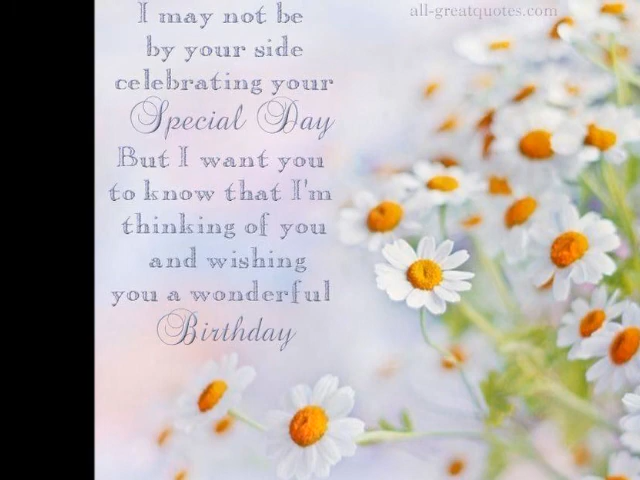 all-greatquotes.com
I may not be
by your side
celebrating your
Special Day
But I want you
to know that I'm
thinking of you
and wishing
you a wonderful
Birthday